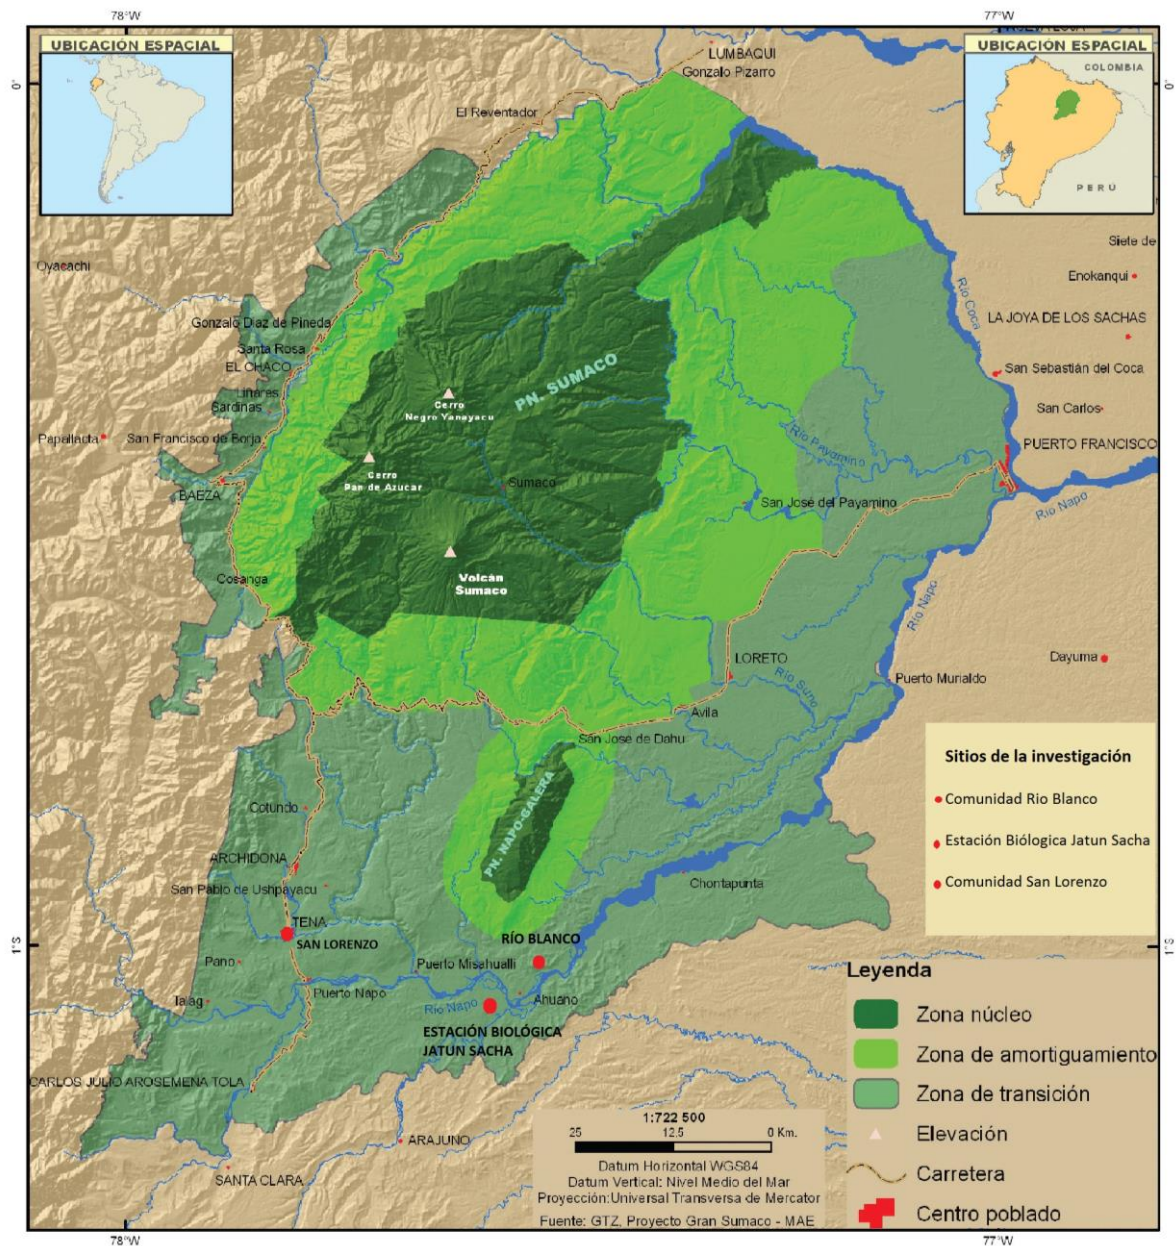 78°W
77°W
UBICACIÓN ESPACIAL
UBICACIÓN ESPACIAL
COLOMBIA
PERÚ
0°
0°
LUMBAQUI
Gonzalo Pizarro
El Reventador
Oyacachi
Siete de
Enokanqui
Río Coca
LA JOYA DE LOS SACHAS
Gonzalo Diaz de Pineda
Santa Rosa
EL CHACO
San Sebastián del Coca
PN. SUMACO
Linares
Sardinas
Cerro
Negro Yanayacu
San Carlos
Papallacta
San Francisco de Borja
Río Payamino
PUERTO FRANCISCO
Cerro
Pan de Azucar
BAEZA
Sumaco
San José del Payamino
Río Napo
Volcán
Sumaco
Cosanga
Río Napo
LORETO
Dayuma
Río Suno
Puerto Murialdo
Avila
San José de Dahu
Sitios de la investigación
Comunidad Rio Blanco
Estación Biólogica Jatun Sacha
Comunidad San Lorenzo
PN. NAPO-GALERA
Cotundo
ARCHIDONA
San Pablo de Ushpayacu
Chontapunta
TENA
SAN LORENZO
RÍO BLANCO
1°S
1°S
Pano
Puerto Misahualli
Puerto Napo
Talag
Río Napo
Ahuano
ESTACIÓN BIOLÓGICA
JATUN SACHA
CARLOS JULIO AROSEMENA TOLA
ARAJUNO
SANTA CLARA
Leyenda
Zona núcleo
Zona de amortiguamiento
Zona de transición
Elevación
Carretera
Centro poblado
1:722 500
25 12.5 0 Km.
Datum Horizontal WGS84
Datum Vertical: Nivel Medio del Mar
Proyección:Universal Transversa de Mercator
Fuente: GTZ. Proyecto Gran Sumaco - MAE
78°W
77°W